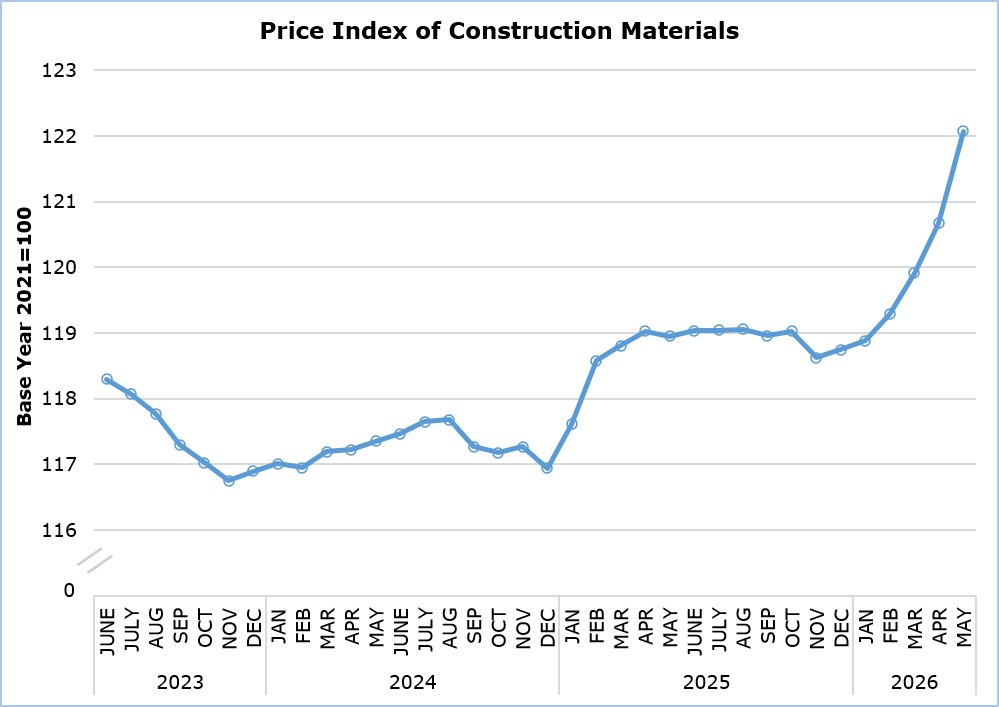 Price Index of Construction Materials
Base Year 2021=100
123
122
121
120
119
118
117
116
0
JUNE JULY AUG SEP OCT NOV DEC JAN FEB MAR APR MAY JUNE JULY AUG SEP OCT NOV DEC JAN FEB MAR APR MAY JUNE JULY AUG SEP OCT NOV DEC JAN FEB MAR APR MAY
2023 2024 2025 2026